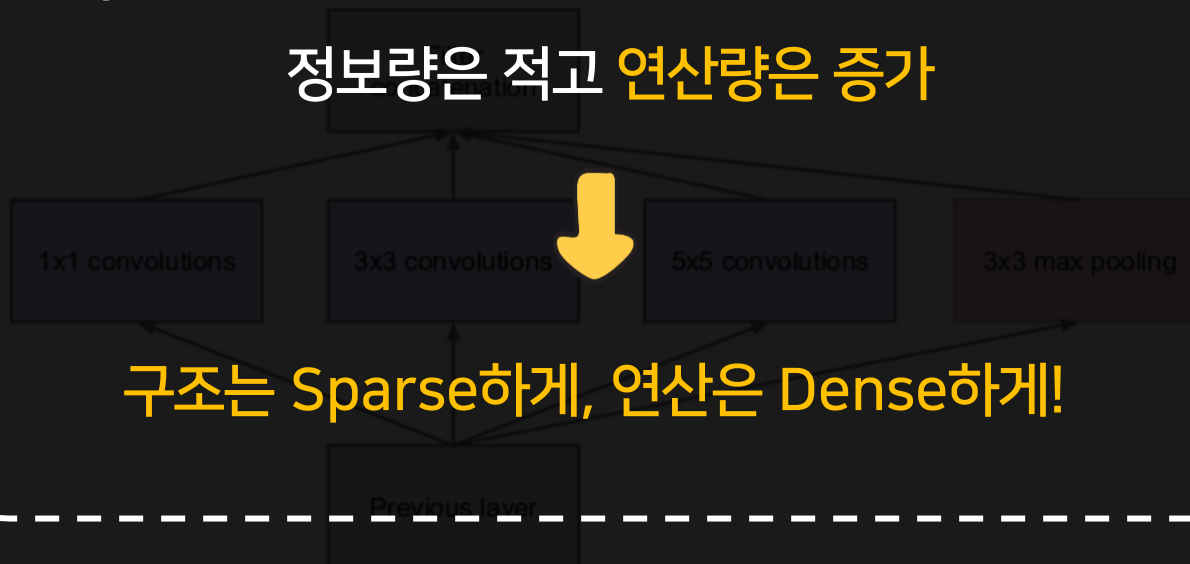 정보량은 적고 연산량은 증가
1x1 convolutions
3x3 convolutions
5x5 convolutions
3x3 max pooling
구조는 Sparse하게, 연산은 Dense하게!
Previous layer